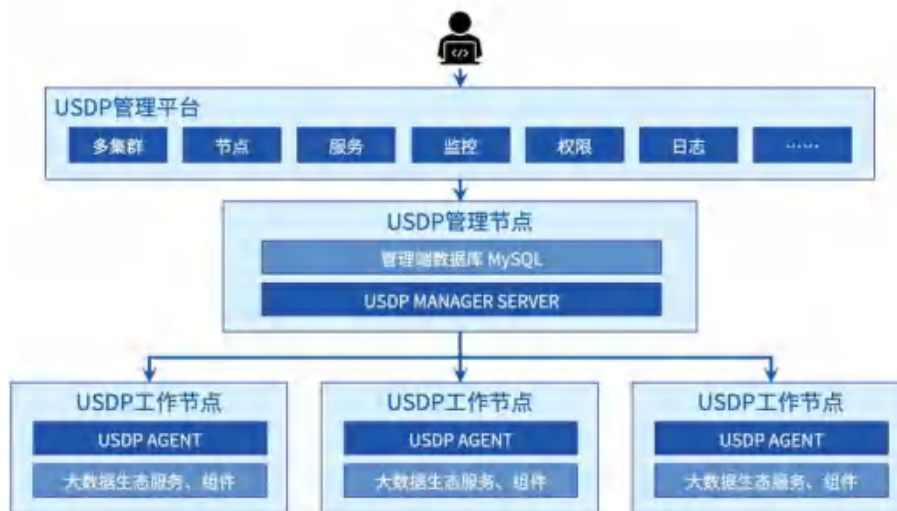 </>
USDP管理平台
多集群 节点 服务 监控 权限 日志 ……
USDP管理节点
管理端数据库 MySQL
USDP MANAGER SERVER
USDP工作节点 USDP工作节点 USDP工作节点
USDP AGENT USDP AGENT USDP AGENT
大数据生态服务、组件 大数据生态服务、组件 大数据生态服务、组件